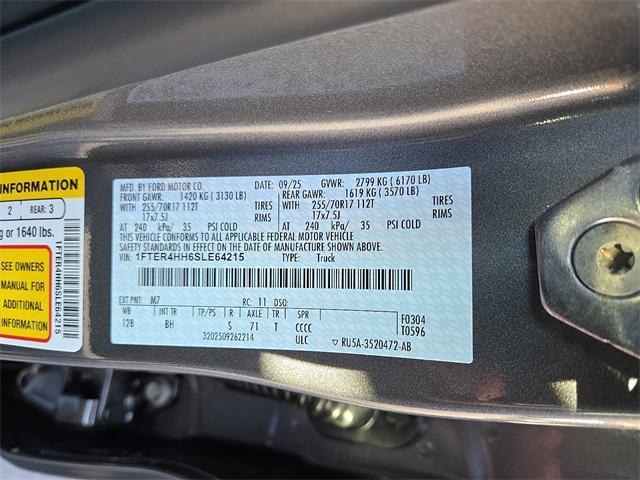 INFORMATION
2 REAR: 3
g or 1640 lbs.
SEE OWNERS
MANUAL FOR
ADDITIONAL
INFORMATION
1FTER4HH6SLE64215
MFD. BY FORD MOTOR CO. DATE: 09/25 GVWR: 2799 KG ( 6170 LB)
FRONT GAWR: 1420 KG ( 3130 LB) REAR GAWR: 1619 KG ( 3570 LB)
WITH 255/70R17 112T TIRES WITH 255/70R17 112T TIRES
17x7.5J RIMS 17x7.5J RIMS
AT 240 kPa/ 35 PSI COLD AT 240 kPa/ 35 PSI COLD
THIS VEHICLE CONFORMS TO ALL APPLICABLE FEDERAL MOTOR VEHICLE
SAFETY STANDARDS IN EFFECT ON THE DATE OF MANUFACTURE SHOWN ABOVE.
VIN: 1FTER4HH6SLE64215 TYPE: Truck
EXT PNT: M7 RC: 11 DSO:
WB INT TR TP/PS R AXLE TR SPR F0304
12B BH S 71 T CCCC T0596
3202509262214 ULC ▽ RU5A-3520472-AB